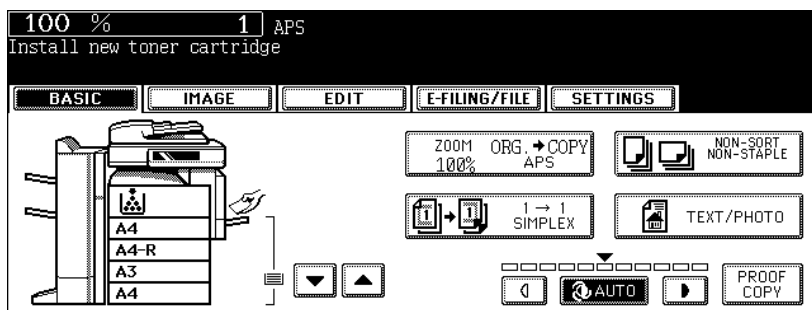 100 % 1 APS
Install new toner cartridge
BASIC IMAGE EDIT E-FILING/FILE SETTINGS
ZOOM ORG.➔COPY
100% APS
NON-SORT
NON-STAPLE
1 → 1
SIMPLEX
TEXT/PHOTO
A4
A4-R
A3
A4
AUTO
PROOF
COPY